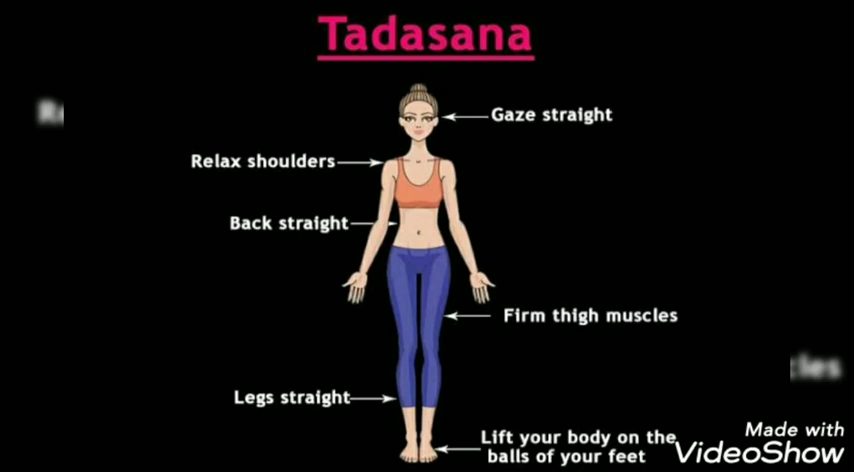 Tadasana
Gaze straight
Relax shoulders
Back straight
Firm thigh muscles
Legs straight
Lift your body on the
balls of your feet
Made with
VideoShow